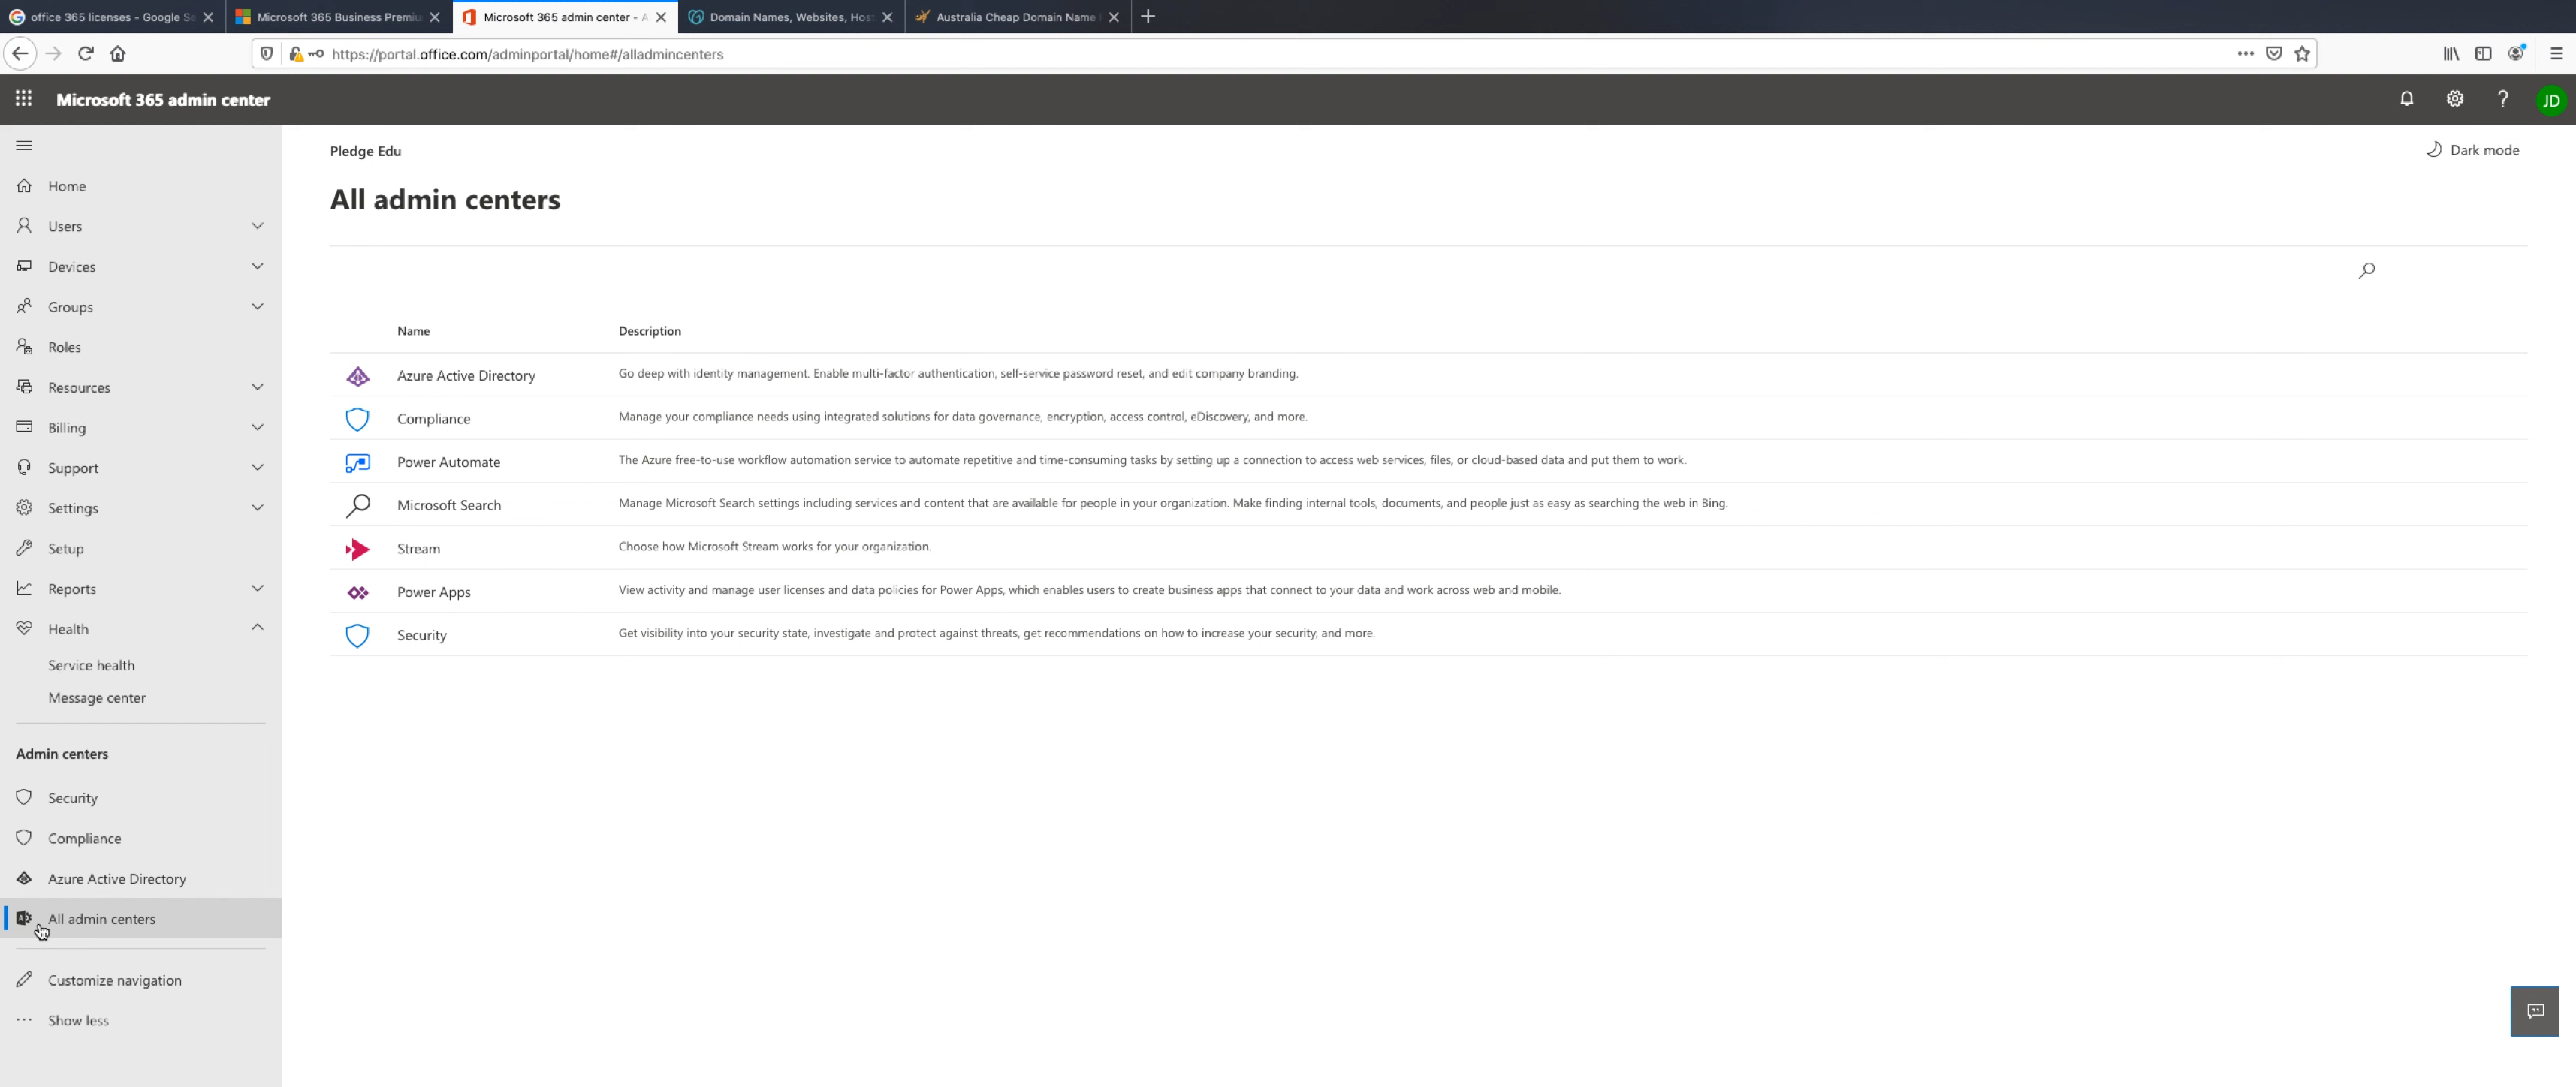 office 365 licenses - Google Se
Microsoft 365 Business Premiu
Microsoft 365 admin center - A
Domain Names, Websites, Host
Australia Cheap Domain Name
https://portal.office.com/adminportal/home#/alladmincenters
Microsoft 365 admin center
JD
Pledge Edu
Dark mode
All admin centers
Home
Users
Devices
Groups
Roles
Resources
Billing
Support
Settings
Setup
Reports
Health
Service health
Message center
Admin centers
Security
Compliance
Azure Active Directory
All admin centers
Customize navigation
Show less
Name Description
Azure Active Directory Go deep with identity management. Enable multi-factor authentication, self-service password reset, and edit company branding.
Compliance Manage your compliance needs using integrated solutions for data governance, encryption, access control, eDiscovery, and more.
Power Automate The Azure free-to-use workflow automation service to automate repetitive and time-consuming tasks by setting up a connection to access web services, files, or cloud-based data and put them to work.
Microsoft Search Manage Microsoft Search settings including services and content that are available for people in your organization. Make finding internal tools, documents, and people just as easy as searching the web in Bing.
Stream Choose how Microsoft Stream works for your organization.
Power Apps View activity and manage user licenses and data policies for Power Apps, which enables users to create business apps that connect to your data and work across web and mobile.
Security Get visibility into your security state, investigate and protect against threats, get recommendations on how to increase your security, and more.